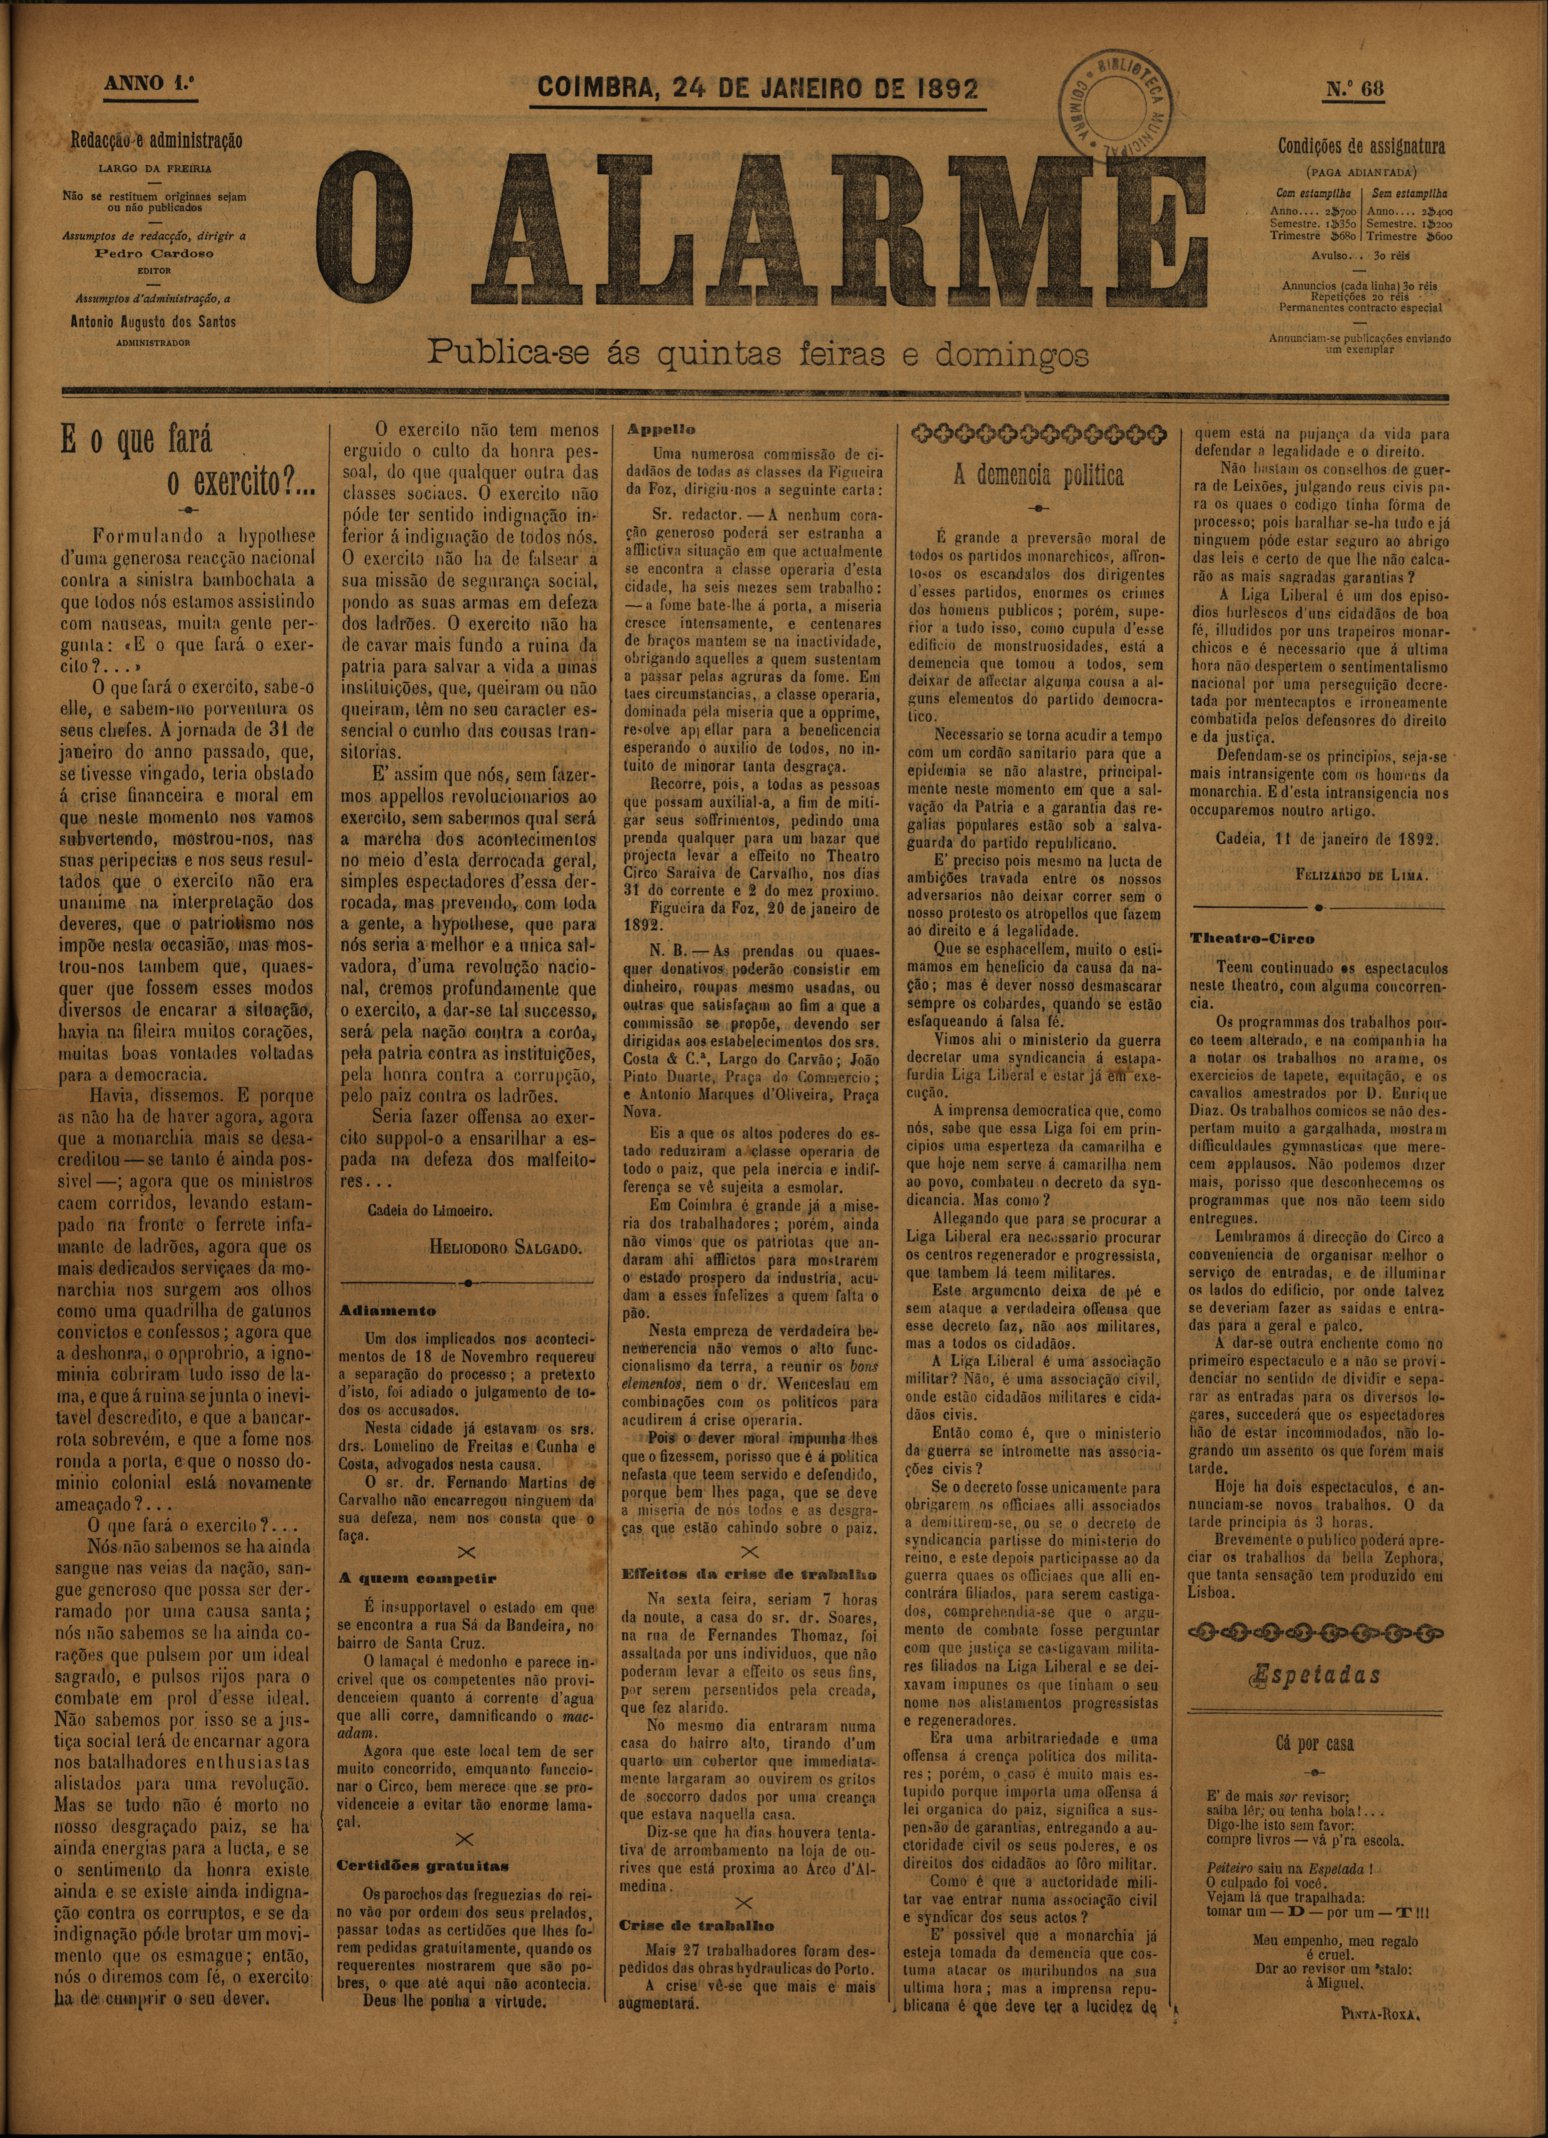 ANNO 1.º
COIMBRA, 24 DE JANEIRO DE 1892
N.º 68
BIBLIOTECA MUNICIPAL * COIMBRA *
Redacção e administração
LARGO DA FREIRIA
Não se restituem originaes sejam
ou não publicados
Assumptos de redacção, dirigir a
Pedro Cardoso
EDITOR
Assumptos d'administração, a
Antonio Augusto dos Santos
ADMINISTRADOR
O ALARME
Publica-se ás quintas feiras e domingos
Condições de assignatura
(PAGA ADIANTADA)
Com estampilha
Anno.... 2$700
Semestre. 1$350
Trimestre $680
Sem estampilha
Anno.... 2$400
Semestre. 1$200
Trimestre $600
Avulso... 30 réis
Annuncios (cada linha) 30 réis
Repetições 20 réis
Permanentes contracto especial
Annunciam-se publicações enviando
um exemplar
E o que fará
o exercito?...
Formulando a hypothese
d'uma generosa reacção nacional
contra a sinistra bambochata a
que todos nós estamos assistindo
com nauseas, muita gente per-
gunta: «E o que fará o exer-
cito?...»
O que fará o exercito, sabe-o
elle, e sabem-no porventura os
seus chefes. A jornada de 31 de
janeiro do anno passado, que,
se tivesse vingado, teria obstado
á crise financeira e moral em
que neste momento nos vamos
subvertendo, mostrou-nos, nas
suas peripecias e nos seus resul-
tados que o exercito não era
unanime na interpretação dos
deveres, que o patriotismo nos
impõe nesta occasião, mas mos-
trou-nos tambem que, quaes-
quer que fossem esses modos
diversos de encarar a situação,
havia na fileira muitos corações,
muitas boas vontades voltadas
para a democracia.
Havia, dissemos. E porque
as não ha de haver agora, agora
que a monarchia mais se desa-
creditou—se tanto é ainda pos-
sivel—; agora que os ministros
caem corridos, levando estam-
pado na fronte o ferrete infa-
mante de ladrões, agora que os
mais dedicados serviçaes da mo-
narchia nos surgem aos olhos
como uma quadrilha de gatunos
convictos e confessos; agora que
a deshonra, o opprobrio, a igno-
minia cobriram tudo isso de la-
ma, e que á ruina se junta o inevi-
tavel descredito, e que a bancar-
rota sobrevém, e que a fome nos
ronda a porta, e que o nosso do-
minio colonial está novamente
ameaçado?...
O que fará o exercito?...
Nós não sabemos se ha ainda
sangue nas veias da nação, san-
gue generoso que possa ser der-
ramado por uma causa santa;
nós não sabemos se ha ainda co-
rações que pulsem por um ideal
sagrado, e pulsos rijos para o
combate em prol d'esse ideal.
Não sabemos por isso se a jus-
tiça social terá de encarnar agora
nos batalhadores enthusiastas
alistados para uma revolução.
Mas se tudo não é morto no
nosso desgraçado paiz, se ha
ainda energias para a lucta, e se
o sentimento da honra existe
ainda e se existe ainda indigna-
ção contra os corruptos, e se da
indignação póde brotar um movi-
mento que os esmague; então,
nós o diremos com fé, o exercito
ha de cumprir o seu dever.
O exercito não tem menos
erguido o culto da honra pes-
soal, do que qualquer outra das
classes sociaes. O exercito não
póde ter sentido indignação in-
ferior á indignação de todos nós.
O exercito não ha de falsear a
sua missão de segurança social,
pondo as suas armas em defeza
dos ladrões. O exercito não ha
de cavar mais fundo a ruina da
patria para salvar a vida a umas
instituições, que, queiram ou não
queiram, têm no seu caracter es-
sencial o cunho das cousas tran-
sitorias.
E' assim que nós, sem fazer-
mos appellos revolucionarios ao
exercito, sem sabermos qual será
a marcha dos acontecimentos
no meio d'esta derrocada geral,
simples espectadores d'essa der-
rocada, mas prevendo, com toda
a gente, a hypothese, que para
nós seria a melhor e a unica sal-
vadora, d'uma revolução nacio-
nal, cremos profundamente que
o exercito, a dar-se tal successo,
será pela nação contra a corôa,
pela patria contra as instituições,
pela honra contra a corrupção,
pelo paiz contra os ladrões.
Seria fazer offensa ao exer-
cito suppol-o a ensarilhar a es-
pada na defeza dos malfeito-
res...
Cadeia do Limoeiro.
HELIODORO SALGADO.
Adiamento
Um dos implicados nos aconteci-
mentos de 18 de Novembro requereu
a separação do processo; a pretexto
d'isto, foi adiado o julgamento de to-
dos os accusados.
Nesta cidade já estavam os srs.
drs. Lomelino de Freitas e Cunha e
Costa, advogados nesta causa.
O sr. dr. Fernando Martins de
Carvalho não encarregou ninguem da
sua defeza, nem nos consta que o
faça.
A quem competir
É insupportavel o estado em que
se encontra a rua Sá da Bandeira, no
bairro de Santa Cruz.
O lamaçal é medonho e parece in-
crivel que os competentes não provi-
denceiem quanto á corrente d'agua
que alli corre, damnificando o mac-
adam.
Agora que este local tem de ser
muito concorrido, emquanto funccio-
nar o Circo, bem merece que se pro-
videnceie a evitar tão enorme lama-
çal.
Certidões gratuitas
Os parochos das freguezias do rei-
no vão por ordem dos seus prelados,
passar todas as certidões que lhes fo-
rem pedidas gratuitamente, quando os
requerentes mostrarem que são po-
bres, o que até aqui não acontecia.
Deus lhe ponha a virtude.
Appello
Uma numerosa commissão de ci-
dadãos de todas as classes da Figueira
da Foz, dirigiu-nos a seguinte carta:
Sr. redactor.—A nenhum cora-
ção generoso poderá ser estranha a
afflictiva situação em que actualmente
se encontra a classe operaria d'esta
cidade, ha seis mezes sem trabalho:
—a fome bate-lhe á porta, a miseria
cresce intensamente, e centenares
de braços mantem se na inactividade,
obrigando aquelles a quem sustentam
a passar pelas agruras da fome. Em
taes circumstancias, a classe operaria,
dominada pela miseria que a opprime,
resolve appellar para a beneficencia
esperando o auxilio de todos, no in-
tuito de minorar tanta desgraça.
Recorre, pois, a todas as pessoas
que possam auxilial-a, a fim de miti-
gar seus soffrimentos, pedindo uma
prenda qualquer para um bazar que
projecta levar a effeito no Theatro
Circo Saraiva de Carvalho, nos dias
31 do corrente e 2 do mez proximo.
Figueira da Foz, 20 de janeiro de
1892.
N. B.—As prendas ou quaes-
quer donativos poderão consistir em
dinheiro, roupas mesmo usadas, ou
outras que satisfaçam ao fim a que a
commissão se propõe, devendo ser
dirigidas aos estabelecimentos dos srs.
Costa & C.ª, Largo do Carvão; João
Pinto Duarte, Praça do Commercio;
e Antonio Marques d'Oliveira, Praça
Nova.
Eis a que os altos poderes do es-
tado reduziram a classe operaria de
todo o paiz, que pela inercia e indif-
ferença se vê sujeita a esmolar.
Em Coimbra é grande já a mise-
ria dos trabalhadores; porém, ainda
não vimos que os patriotas que an-
daram ahi afflictos para mostrarem
o estado prospero da industria, acu-
dam a esses infelizes a quem falta o
pão.
Nesta empreza de verdadeira be-
nemerencia não vemos o alto func-
cionalismo da terra, a reunir os bons
elementos, nem o dr. Wenceslau em
combinações com os politicos para
acudirem á crise operaria.
Pois o dever moral impunha-lhes
que o fizessem, porisso que é á politica
nefasta que teem servido e defendido,
porque bem lhes paga, que se deve
a miseria de nós todos e as desgra-
ças que estão cahindo sobre o paiz.
Effeitos da crise de trabalho
Na sexta feira, seriam 7 horas
da noute, a casa do sr. dr. Soares,
na rua de Fernandes Thomaz, foi
assaltada por uns individuos, que não
poderam levar a effeito os seus fins,
por serem persentidos pela creada,
que fez alarido.
No mesmo dia entraram numa
casa do bairro alto, tirando d'um
quarto um cobertor que immediata-
mente largaram ao ouvirem os gritos
de soccorro dados por uma creança
que estava naquella casa.
Diz-se que ha dias houvera tenta-
tiva de arrombamento na loja de ou-
rives que está proxima ao Arco d'Al-
medina.
Crise de trabalho
Mais 27 trabalhadores foram des-
pedidos das obras hydraulicas do Porto.
A crise vê-se que mais e mais
augmentará.
A demencia politica
É grande a preversão moral de
todos os partidos monarchicos, affron-
tosos os escandalos dos dirigentes
d'esses partidos, enormes os crimes
dos homens publicos; porém, supe-
rior a tudo isso, como cupula d'esse
edificio de monstruosidades, está a
demencia que tomou a todos, sem
deixar de affectar alguma cousa a al-
guns elementos do partido democra-
tico.
Necessario se torna acudir a tempo
com um cordão sanitario para que a
epidemia se não alastre, principal-
mente neste momento em que a sal-
vação da Patria e a garantia das re-
galias populares estão sob a salva-
guarda do partido republicano.
E' preciso pois mesmo na lucta de
ambições travada entre os nossos
adversarios não deixar correr sem o
nosso protesto os atropellos que fazem
ao direito e á legalidade.
Que se esphacellem, muito o esti-
mamos em beneficio da causa da na-
ção; mas é dever nosso desmascarar
sempre os cobardes, quando se estão
esfaqueando á falsa fé.
Vimos ahi o ministerio da guerra
decretar uma syndicancia á estapa-
furdia Liga Liberal e estar já em exe-
cução.
A imprensa democratica que, como
nós, sabe que essa Liga foi em prin-
cipios uma esperteza da camarilha e
que hoje nem serve á camarilha nem
ao povo, combateu o decreto da syn-
dicancia. Mas como?
Allegando que para se procurar a
Liga Liberal era necessario procurar
os centros regenerador e progressista,
que tambem lá teem militares.
Este argumento deixa de pé e
sem ataque a verdadeira offensa que
esse decreto faz, não aos militares,
mas a todos os cidadãos.
A Liga Liberal é uma associação
militar? Não, é uma associação civil,
onde estão cidadãos militares e cida-
dãos civis.
Então como é, que o ministerio
da guerra se intromette nas associa-
ções civis?
Se o decreto fosse unicamente para
obrigarem os officiaes alli associados
a demittirem-se, ou se o decreto de
syndicancia partisse do ministerio do
reino, e este depois participasse ao da
guerra quaes os officiaes que alli en-
contrára filiados, para serem castiga-
dos, comprehendia-se que o argu-
mento de combate fosse perguntar
com que justiça se castigavam milita-
res filiados na Liga Liberal e se dei-
xavam impunes os que tinham o seu
nome nos alistamentos progressistas
e regeneradores.
Era uma arbitrariedade e uma
offensa á crença politica dos milita-
res; porém, o caso é muito mais es-
tupido porque importa uma offensa á
lei organica do paiz, significa a sus-
pensão de garantias, entregando a au-
ctoridade civil os seus poderes, e os
direitos dos cidadãos ao fôro militar.
Como é que a auctoridade mili-
tar vae entrar numa associação civil
e syndicar dos seus actos?
E' possivel que a monarchia já
esteja tomada da demencia que cos-
tuma atacar os muribundos na sua
ultima hora; mas a imprensa repu-
blicana é que deve ter a lucidez de
quem está na pujança da vida para
defendar a legalidade e o direito.
Não bastam os conselhos de guer-
ra de Leixões, julgando reus civis pa-
ra os quaes o codigo tinha fórma de
processo; pois baralhar-se-ha tudo e já
ninguem póde estar seguro ao abrigo
das leis e certo de que lhe não calca-
rão as mais sagradas garantias?
A Liga Liberal é um dos episo-
dios burlescos d'uns cidadãos de boa
fé, illudidos por uns trapeiros monar-
chicos e é necessario que á ultima
hora não despertem o sentimentalismo
nacional por uma perseguição decre-
tada por mentecaptos e irroneamente
combatida pelos defensores do direito
e da justiça.
Defendam-se os principios, seja-se
mais intransigente com os homens da
monarchia. E d'esta intransigencia nos
occuparemos noutro artigo.
Cadeia, 11 de janeiro de 1892.
FELIZARDO DE LIMA.
Theatro-Circo
Teem continuado os espectaculos
neste theatro, com alguma concorren-
cia.
Os programmas dos trabalhos pou-
co teem alterado, e na companhia ha
a notar os trabalhos no arame, os
exercicios de tapete, equitação, e os
cavallos amestrados por D. Enrique
Diaz. Os trabalhos comicos se não des-
pertam muito a gargalhada, mostram
difficuldades gymnasticas que mere-
cem applausos. Não podemos dizer
mais, porisso que desconhecemos os
programmas que nos não teem sido
entregues.
Lembramos á direcção do Circo a
conveniencia de organisar melhor o
serviço de entradas, e de illuminar
os lados do edificio, por onde talvez
se deveriam fazer as saidas e entra-
das para a geral e palco.
A dar-se outra enchente como no
primeiro espectaculo e a não se provi-
denciar no sentido de dividir e sepa-
rar as entradas para os diversos lo-
gares, succederá que os espectadores
hão de estar incommodados, não lo-
grando um assento os que forem mais
tarde.
Hoje ha dois espectaculos, e an-
nunciam-se novos trabalhos. O da
tarde principia ás 3 horas.
Brevemente o publico poderá apre-
ciar os trabalhos da bella Zephora,
que tanta sensação tem produzido em
Lisboa.
Espetadas
Cá por casa
E' de mais sor revisor;
saiba lêr; ou tenha bola!...
Digo-lhe isto sem favor:
compre livros — vá p'ra escola.
Peiteiro saiu na Espetada!
O culpado foi você.
Vejam lá que trapalhada:
tomar um — D — por um — T!!!
Meu empenho, meu regalo
é cruel.
Dar ao revisor um 'stalo:
á Miguel.
PINTA-ROXA.